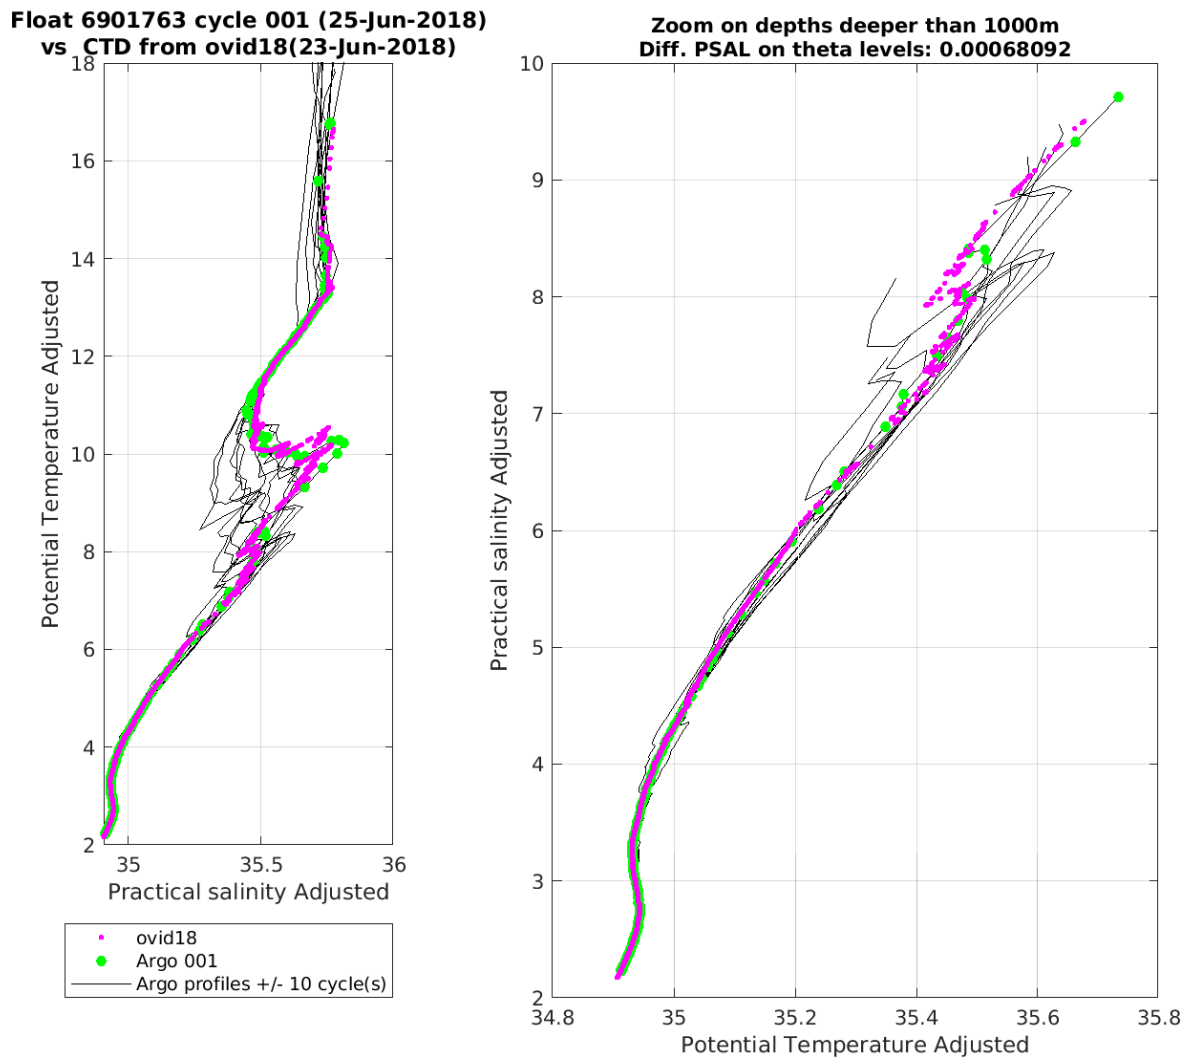 Float 6901763 cycle 001 (25-Jun-2018)
vs  CTD from ovid18(23-Jun-2018)
18
16
14
12
10
8
6
4
2
Potential Temperature Adjusted
35
35.5
36
Practical salinity Adjusted
ovid18
Argo 001
Argo profiles +/- 10 cycle(s)
Zoom on depths deeper than 1000m
Diff. PSAL on theta levels: 0.00068092
10
9
8
7
6
5
4
3
2
Practical salinity Adjusted
34.8
35
35.2
35.4
35.6
35.8
Potential Temperature Adjusted